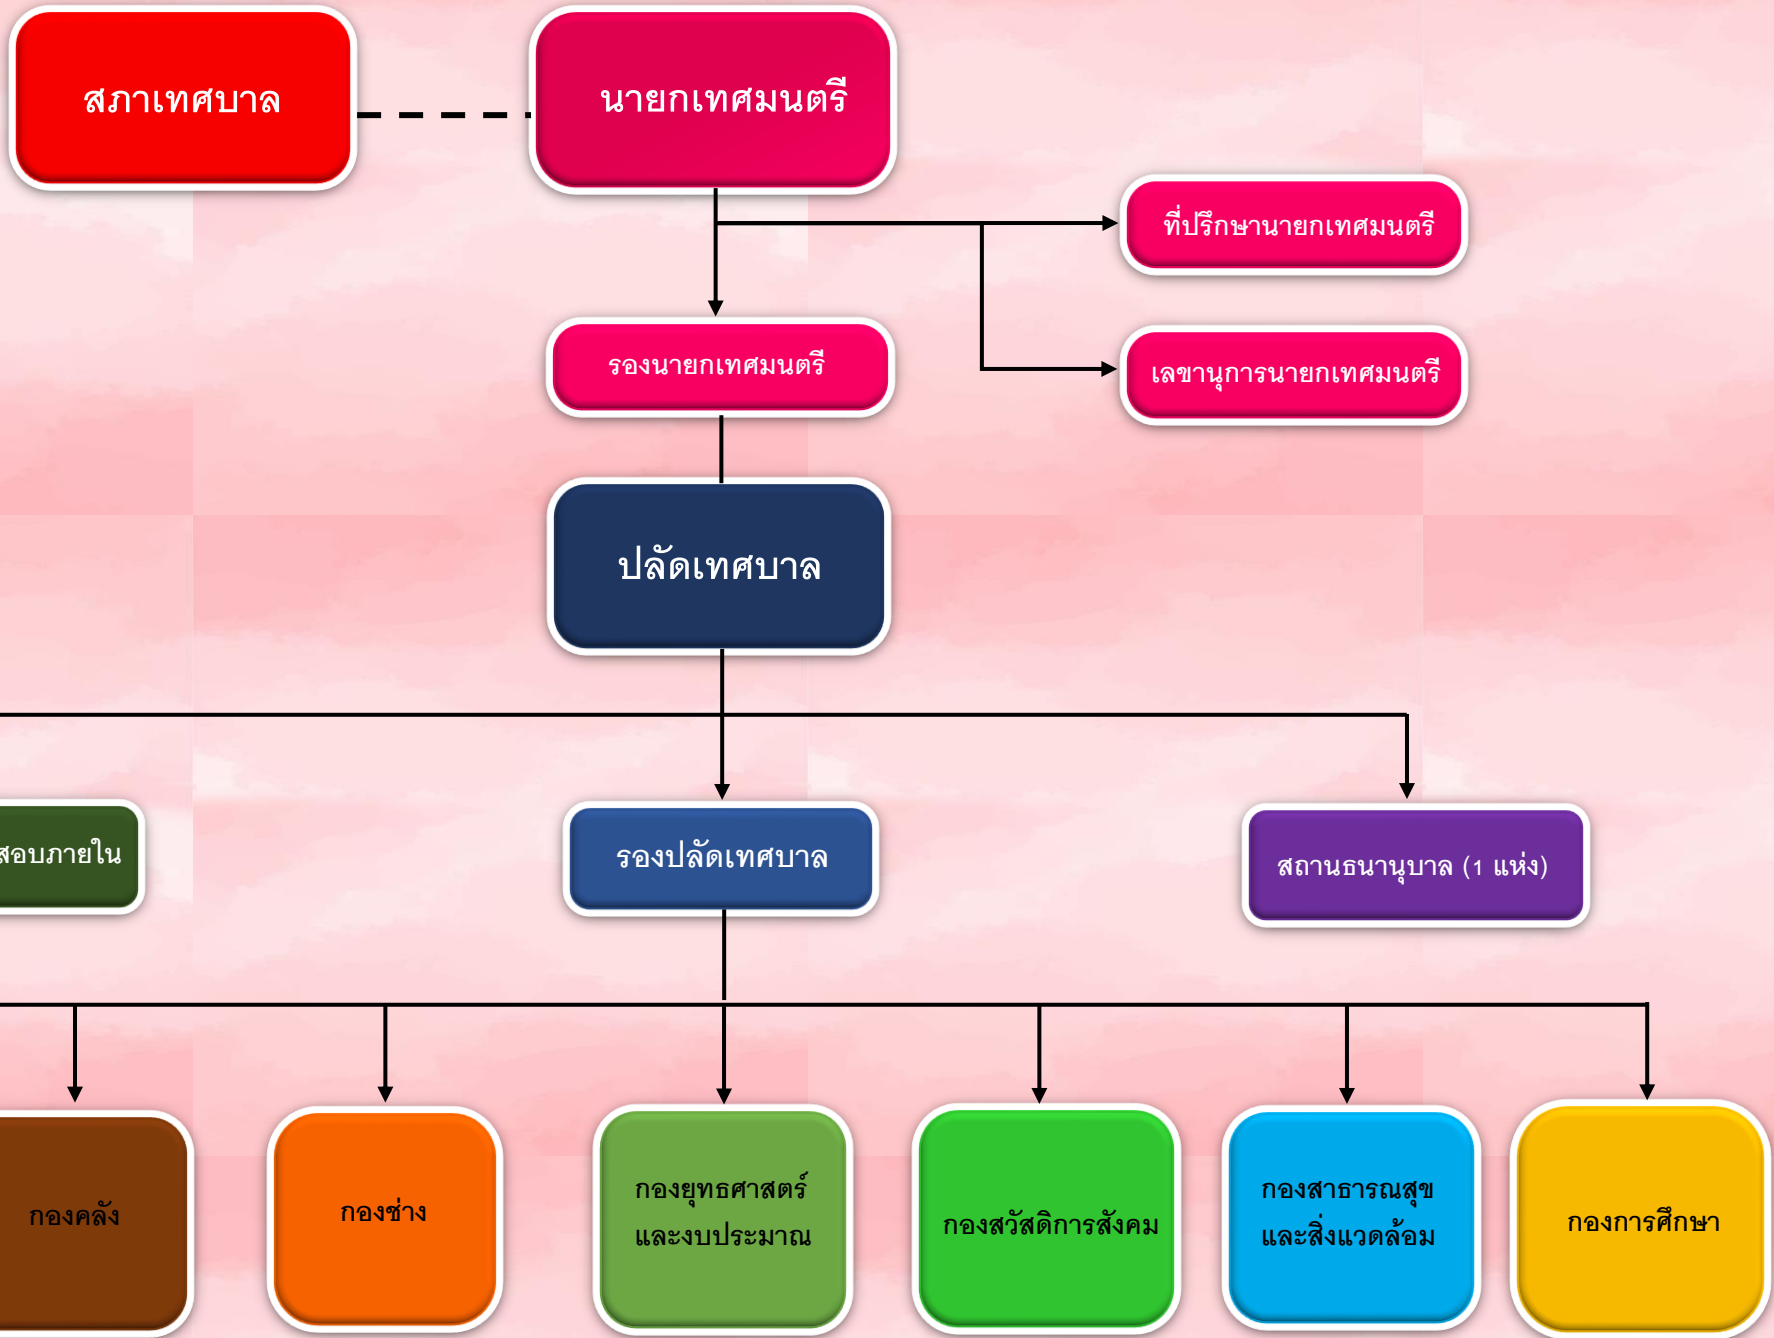 สภาเทศบาล
นายกเทศมนตรี
ที่ปรึกษานายกเทศมนตรี
รองนายกเทศมนตรี
เลขานุการนายกเทศมนตรี
ปลัดเทศบาล
สอบภายใน
รองปลัดเทศบาล
สถานธนานุบาล (1 แห่ง)
กองคลัง
กองช่าง
กองยุทธศาสตร์
และงบประมาณ
กองสวัสดิการสังคม
กองสาธารณสุข
และสิ่งแวดล้อม
กองการศึกษา